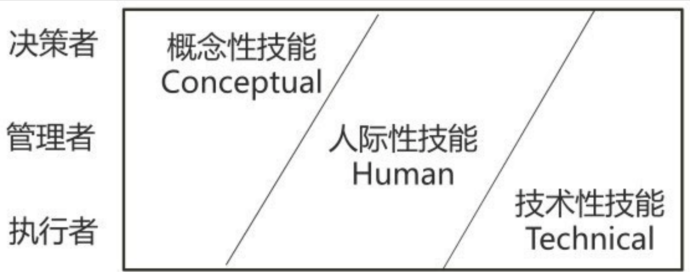 决策者
概念性技能
Conceptual
管理者
人际性技能
Human
执行者
技术性技能
Technical